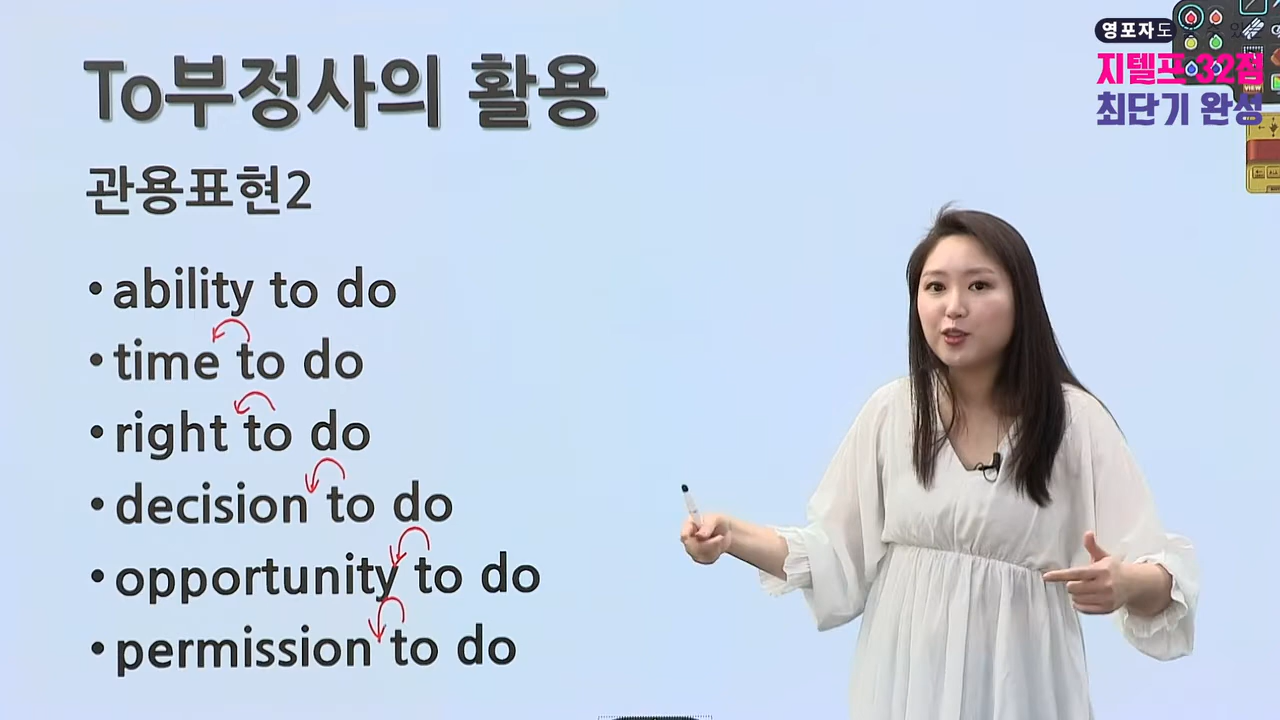 To부정사의 활용
관용표현2
• ability to do
• time to do
• right to do
• decision to do
• opportunity to do
• permission to do
영포자도
지텔프 32점
최단기 완성